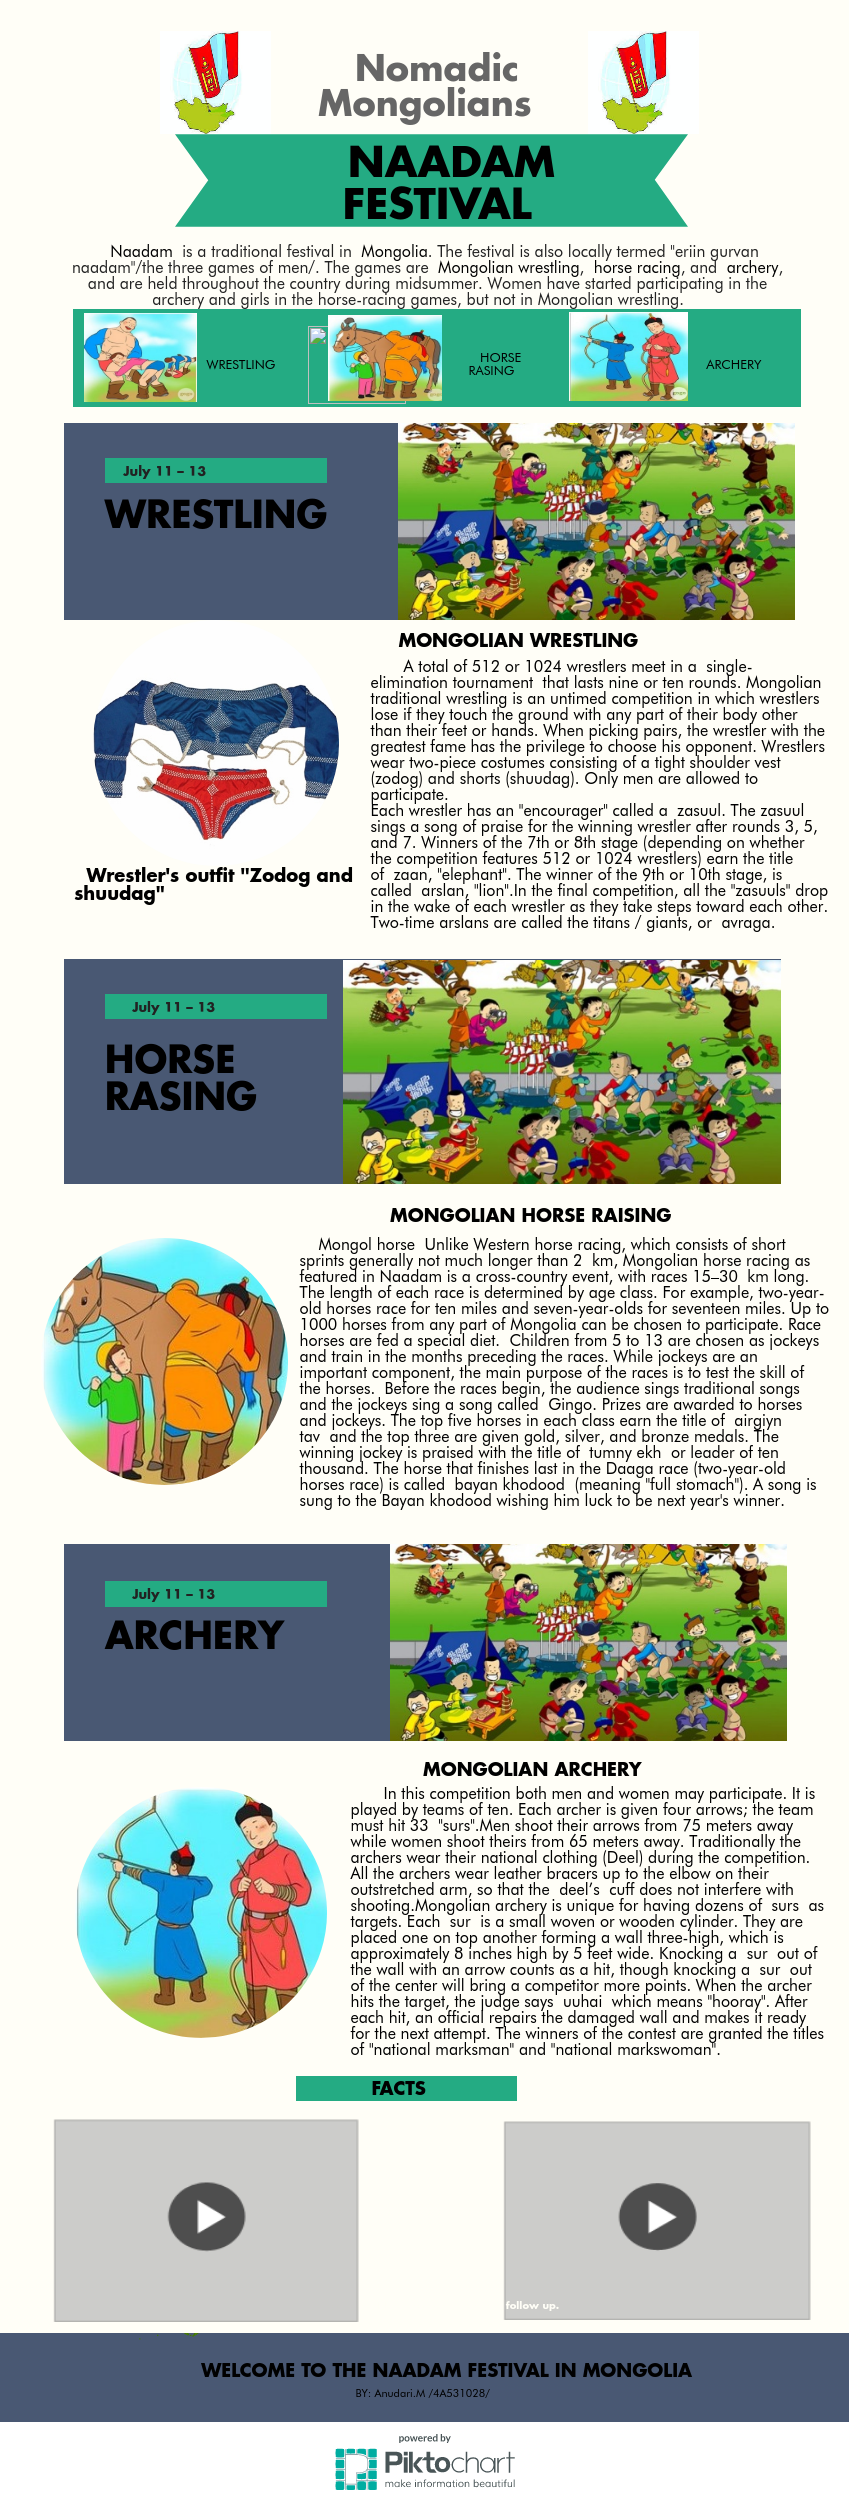 Nomadic
Mongolians
NAADAM
FESTIVAL
Naadam is a traditional festival in Mongolia. The festival is also locally termed "eriin gurvan
naadam"/the three games of men/. The games are Mongolian wrestling, horse racing, and archery,
and are held throughout the country during midsummer. Women have started participating in the
archery and girls in the horse-racing games, but not in Mongolian wrestling.
WRESTLING
HORSE
RASING
ARCHERY
July 11 – 13
WRESTLING
MONGOLIAN WRESTLING
A total of 512 or 1024 wrestlers meet in a single-
elimination tournament that lasts nine or ten rounds. Mongolian
traditional wrestling is an untimed competition in which wrestlers
lose if they touch the ground with any part of their body other
than their feet or hands. When picking pairs, the wrestler with the
greatest fame has the privilege to choose his opponent. Wrestlers
wear two-piece costumes consisting of a tight shoulder vest
(zodog) and shorts (shuudag). Only men are allowed to
participate.
Each wrestler has an "encourager" called a zasuul. The zasuul
sings a song of praise for the winning wrestler after rounds 3, 5,
and 7. Winners of the 7th or 8th stage (depending on whether
the competition features 512 or 1024 wrestlers) earn the title
of zaan, "elephant". The winner of the 9th or 10th stage, is
called arslan, "lion".In the final competition, all the "zasuuls" drop
in the wake of each wrestler as they take steps toward each other.
Two-time arslans are called the titans / giants, or avraga.
Wrestler's outfit "Zodog and
shuudag"
July 11 – 13
HORSE
RASING
MONGOLIAN HORSE RAISING
Mongol horse Unlike Western horse racing, which consists of short
sprints generally not much longer than 2 km, Mongolian horse racing as
featured in Naadam is a cross-country event, with races 15–30 km long.
The length of each race is determined by age class. For example, two-year-
old horses race for ten miles and seven-year-olds for seventeen miles. Up to
1000 horses from any part of Mongolia can be chosen to participate. Race
horses are fed a special diet. Children from 5 to 13 are chosen as jockeys
and train in the months preceding the races. While jockeys are an
important component, the main purpose of the races is to test the skill of
the horses. Before the races begin, the audience sings traditional songs
and the jockeys sing a song called Gingo. Prizes are awarded to horses
and jockeys. The top five horses in each class earn the title of airgiyn
tav and the top three are given gold, silver, and bronze medals. The
winning jockey is praised with the title of tumny ekh or leader of ten
thousand. The horse that finishes last in the Daaga race (two-year-old
horses race) is called bayan khodood (meaning "full stomach"). A song is
sung to the Bayan khodood wishing him luck to be next year's winner.
July 11 – 13
ARCHERY
MONGOLIAN ARCHERY
In this competition both men and women may participate. It is
played by teams of ten. Each archer is given four arrows; the team
must hit 33 "surs".Men shoot their arrows from 75 meters away
while women shoot theirs from 65 meters away. Traditionally the
archers wear their national clothing (Deel) during the competition.
All the archers wear leather bracers up to the elbow on their
outstretched arm, so that the deel's cuff does not interfere with
shooting.Mongolian archery is unique for having dozens of surs as
targets. Each sur is a small woven or wooden cylinder. They are
placed one on top another forming a wall three-high, which is
approximately 8 inches high by 5 feet wide. Knocking a sur out of
the wall with an arrow counts as a hit, though knocking a sur out
of the center will bring a competitor more points. When the archer
hits the target, the judge says uuhai which means "hooray". After
each hit, an official repairs the damaged wall and makes it ready
for the next attempt. The winners of the contest are granted the titles
of "national marksman" and "national markswoman".
FACTS
follow up.
WELCOME TO THE NAADAM FESTIVAL IN MONGOLIA
BY: Anudari.M /4A531028/
powered by
Piktochart
make information beautiful